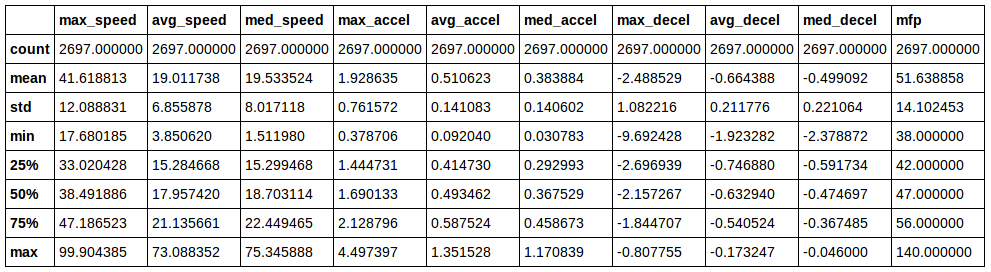 max_speed avg_speed med_speed max_accel avg_accel med_accel max_decel avg_decel med_decel mfp
count 2697.000000 2697.000000 2697.000000 2697.000000 2697.000000 2697.000000 2697.000000 2697.000000 2697.000000 2697.000000
mean 41.618813 19.011738 19.533524 1.928635 0.510623 0.383884 -2.488529 -0.664388 -0.499092 51.638858
std 12.088831 6.855878 8.017118 0.761572 0.141083 0.140602 1.082216 0.211776 0.221064 14.102453
min 17.680185 3.850620 1.511980 0.378706 0.092040 0.030783 -9.692428 -1.923282 -2.378872 38.000000
25% 33.020428 15.284668 15.299468 1.444731 0.414730 0.292993 -2.696939 -0.746880 -0.591734 42.000000
50% 38.491886 17.957420 18.703114 1.690133 0.493462 0.367529 -2.157267 -0.632940 -0.474697 47.000000
75% 47.186523 21.135661 22.449465 2.128796 0.587524 0.458673 -1.844707 -0.540524 -0.367485 56.000000
max 99.904385 73.088352 75.345888 4.497397 1.351528 1.170839 -0.807755 -0.173247 -0.046000 140.000000